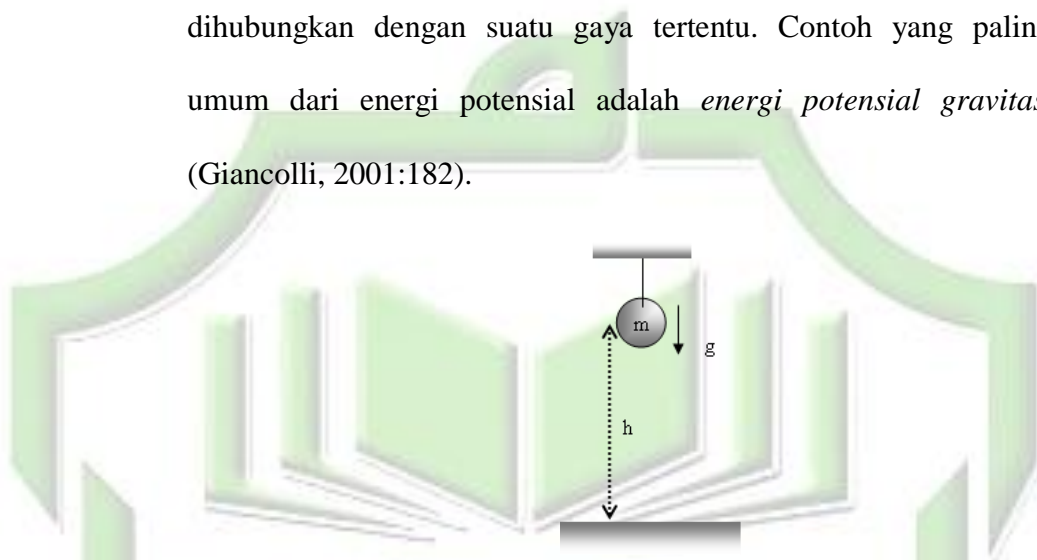 dihubungkan dengan suatu gaya tertentu. Contoh yang palin
umum dari energi potensial adalah energi potensial gravitas
(Giancolli, 2001:182).
m
g
h